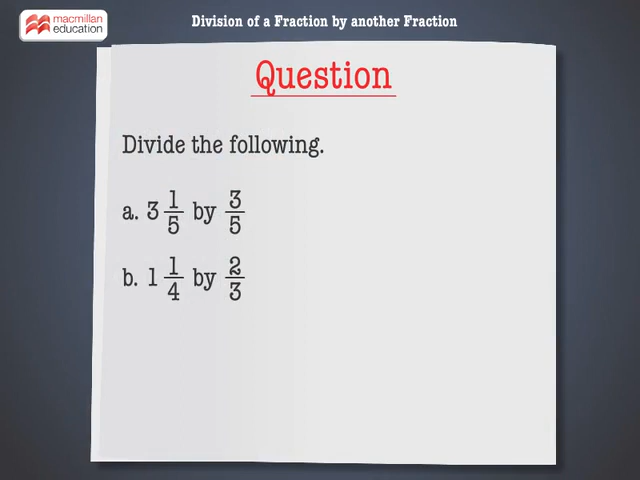 macmillan
education
Division of a Fraction by another Fraction
Question
Divide the following.
a. 3 1/5 by 3/5
b. 1 1/4 by 2/3